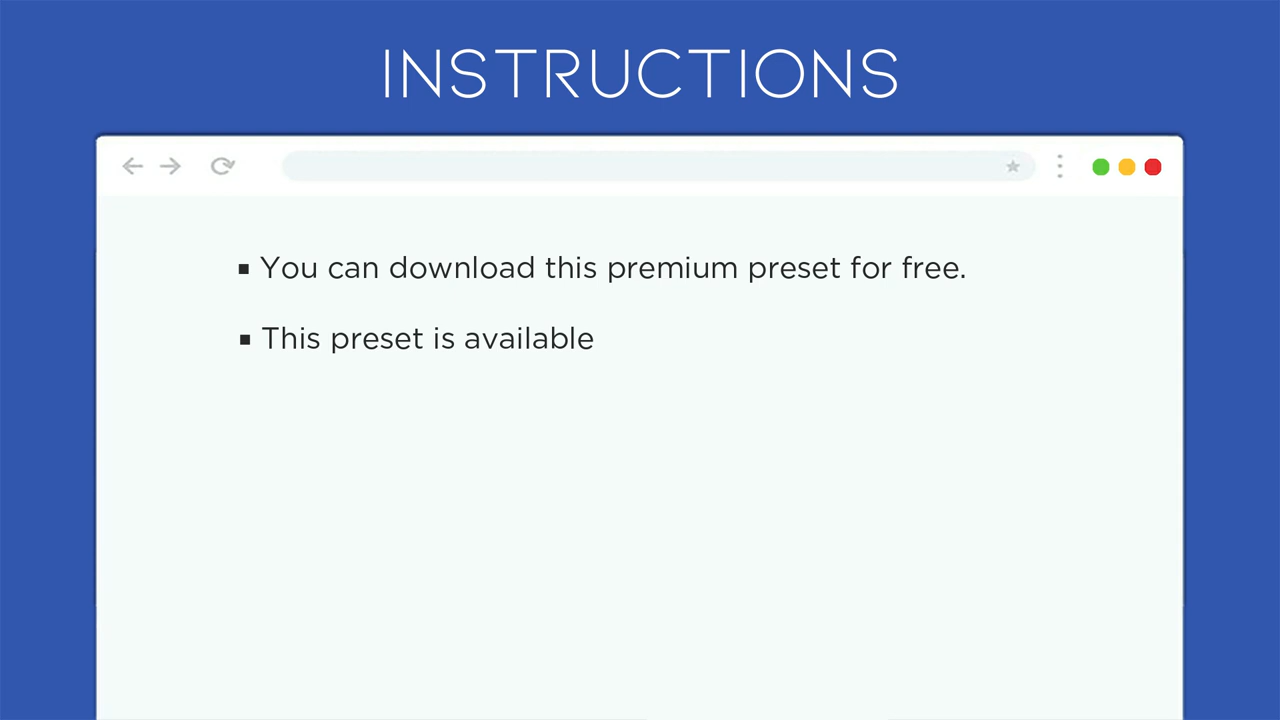 INSTRUCTIONS
▪ You can download this premium preset for free.
▪ This preset is available